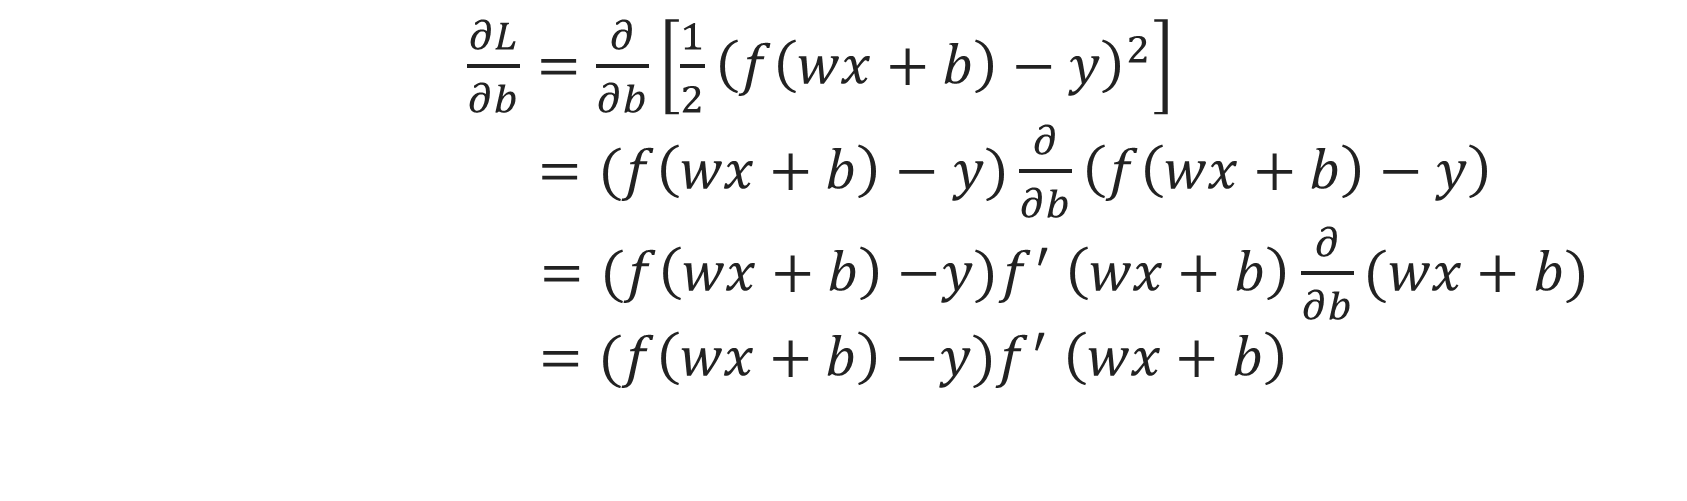 ∂L/∂b = ∂/∂b [1/2 (f(wx + b) − y)²]
= (f(wx + b) − y) ∂/∂b (f(wx + b) − y)
= (f(wx + b) −y)f′ (wx + b) ∂/∂b (wx + b)
= (f(wx + b) −y)f′ (wx + b)